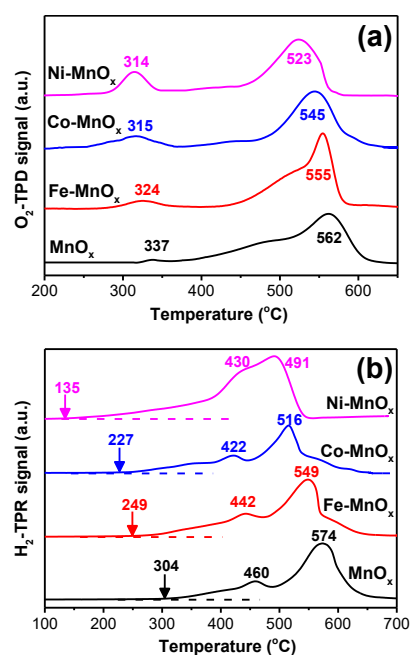 (a)
314
523
Ni-MnOₓ
Co-MnOₓ
315
545
Fe-MnOₓ
324
555
MnOₓ
337
562
O₂-TPD signal (a.u.)
200 300 400 500 600
Temperature (°C)
(b)
135
430
491
Ni-MnOₓ
227
422
516
Co-MnOₓ
249
442
549
Fe-MnOₓ
304
460
574
MnOₓ
H₂-TPR signal (a.u.)
100 200 300 400 500 600 700
Temperature (°C)